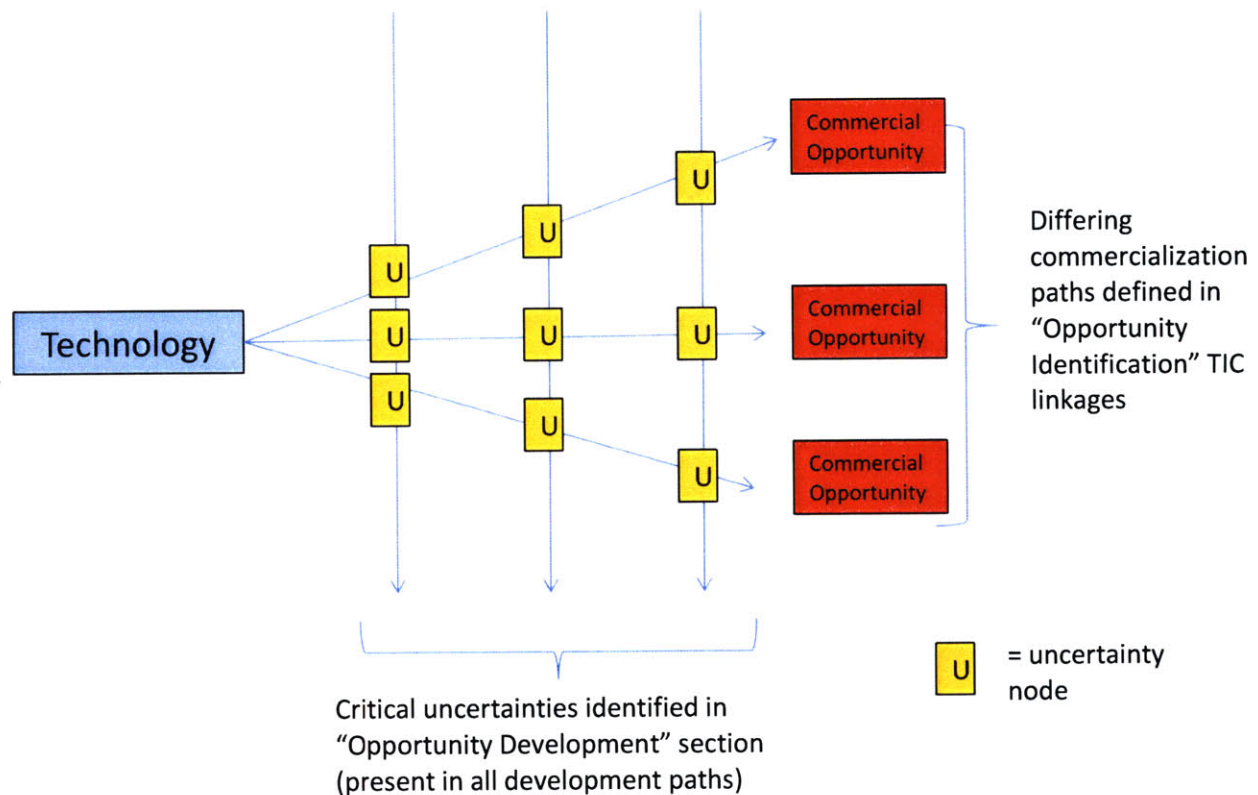 Commercial
Opportunity
U
U
U
Technology
U
U
U
Commercial
Opportunity
U
U
U
Commercial
Opportunity
Differing
commercialization
paths defined in
“Opportunity
Identification” TIC
linkages
Critical uncertainties identified in
“Opportunity Development” section
(present in all development paths)
U
= uncertainty
node